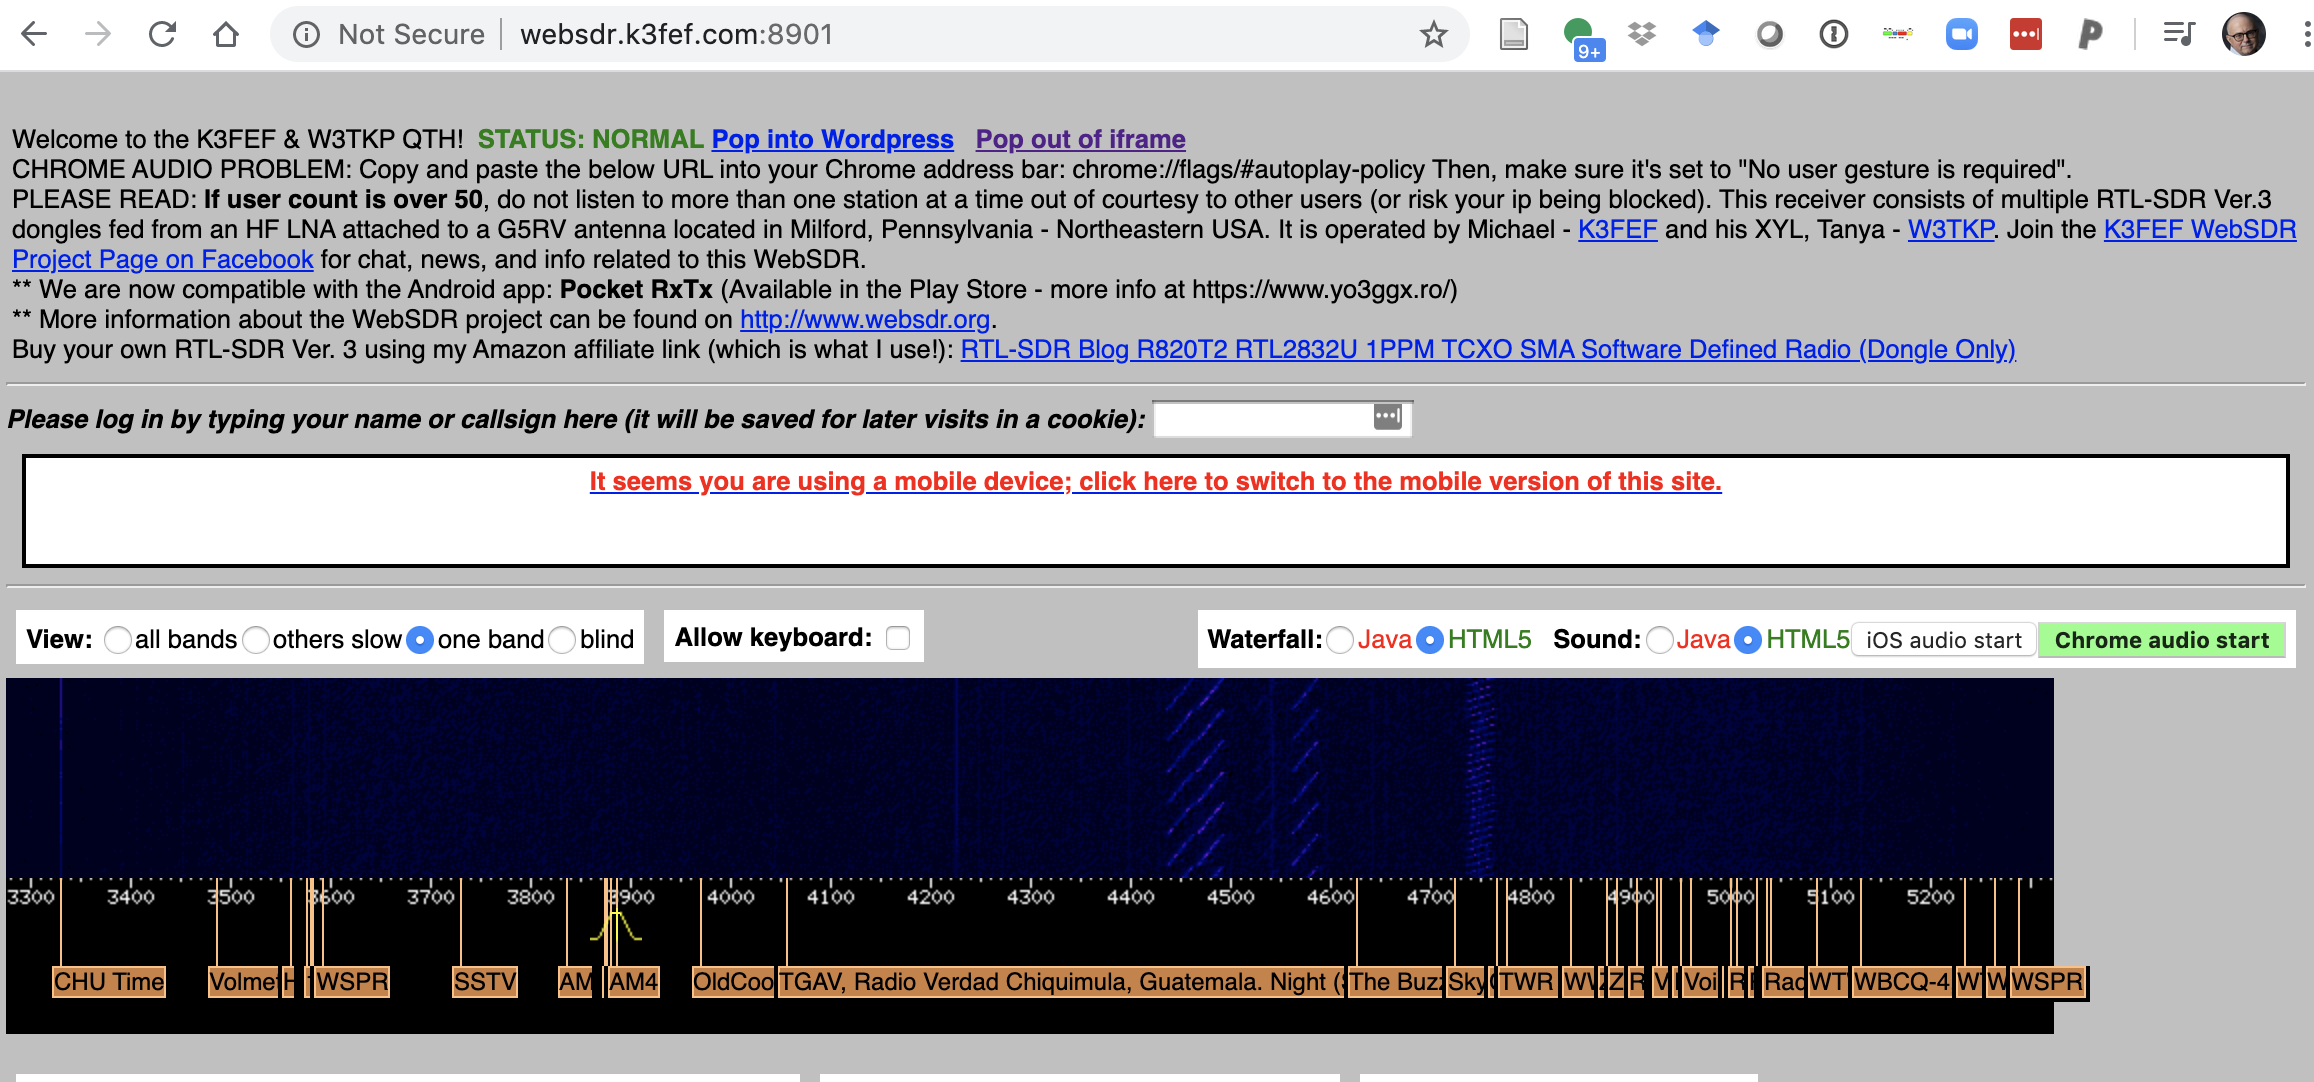 Not Secure websdr.k3fef.com:8901
9+
Welcome to the K3FEF & W3TKP QTH! STATUS: NORMAL Pop into Wordpress Pop out of iframe
CHROME AUDIO PROBLEM: Copy and paste the below URL into your Chrome address bar: chrome://flags/#autoplay-policy Then, make sure it's set to "No user gesture is required".
PLEASE READ: If user count is over 50, do not listen to more than one station at a time out of courtesy to other users (or risk your ip being blocked). This receiver consists of multiple RTL-SDR Ver.3
dongles fed from an HF LNA attached to a G5RV antenna located in Milford, Pennsylvania - Northeastern USA. It is operated by Michael - K3FEF and his XYL, Tanya - W3TKP. Join the K3FEF WebSDR
Project Page on Facebook for chat, news, and info related to this WebSDR.
** We are now compatible with the Android app: Pocket RxTx (Available in the Play Store - more info at https://www.yo3ggx.ro/)
** More information about the WebSDR project can be found on http://www.websdr.org.
Buy your own RTL-SDR Ver. 3 using my Amazon affiliate link (which is what I use!): RTL-SDR Blog R820T2 RTL2832U 1PPM TCXO SMA Software Defined Radio (Dongle Only)
Please log in by typing your name or callsign here (it will be saved for later visits in a cookie):
It seems you are using a mobile device; click here to switch to the mobile version of this site.
View: all bands others slow one band blind Allow keyboard: Waterfall: Java HTML5 Sound: Java HTML5 iOS audio start Chrome audio start
3300 3400 3500 3600 3700 3800 3900 4000 4100 4200 4300 4400 4500 4600 4700 4800 4900 5000 5100 5200
CHU Time Volme H WSPR SSTV AM AM4 OldCoo TGAV, Radio Verdad Chiquimula, Guatemala. Night ( The Buzz Sky TWR WV Z R V Voi R Rad WT WBCQ-4 W W WSPR